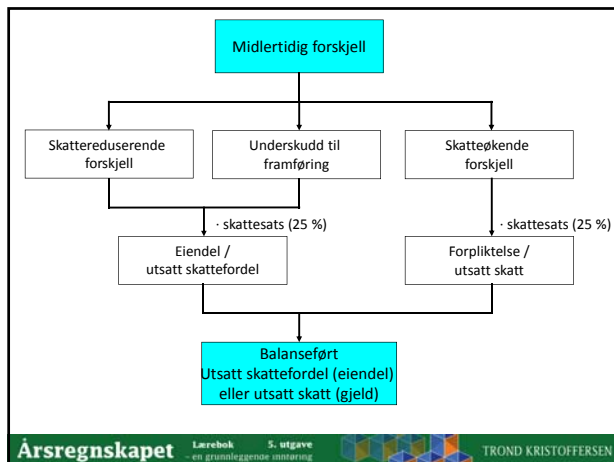 Midlertidig forskjell
Skattereduserende
forskjell
Underskudd til
framføring
Skatteøkende
forskjell
· skattesats (25 %)
· skattesats (25 %)
Eiendel /
utsatt skattefordel
Forpliktelse /
utsatt skatt
Balanseført
Utsatt skattefordel (eiendel)
eller utsatt skatt (gjeld)
Årsregnskapet Lærebok 5. utgave
- en grunnleggende innføring
TROND KRISTOFFERSEN